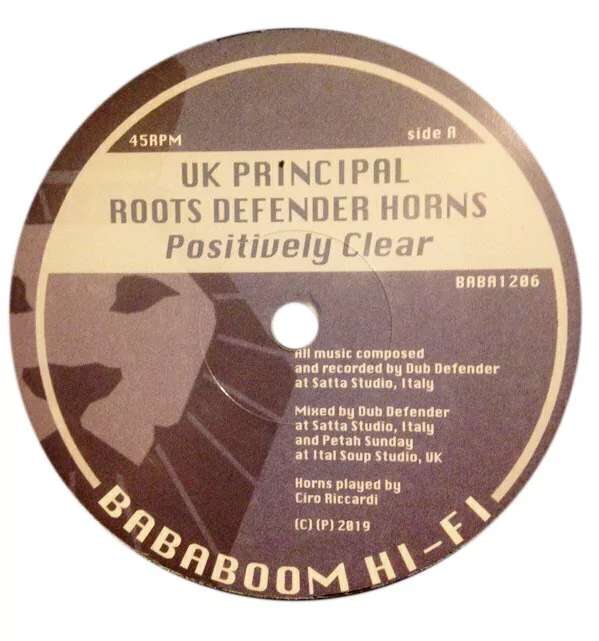 45RPM
side A
UK PRINCIPAL
ROOTS DEFENDER HORNS
Positively Clear
BABA1206
All music composed
and recorded by Dub Defender
at Satta Studio, Italy
Mixed by Dub Defender
at Satta Studio, Italy
and Petah Sunday
at Ital Soup Studio, UK
Horns played by
Ciro Riccardi
(C) (P) 2019
BABABOOM HI-FI